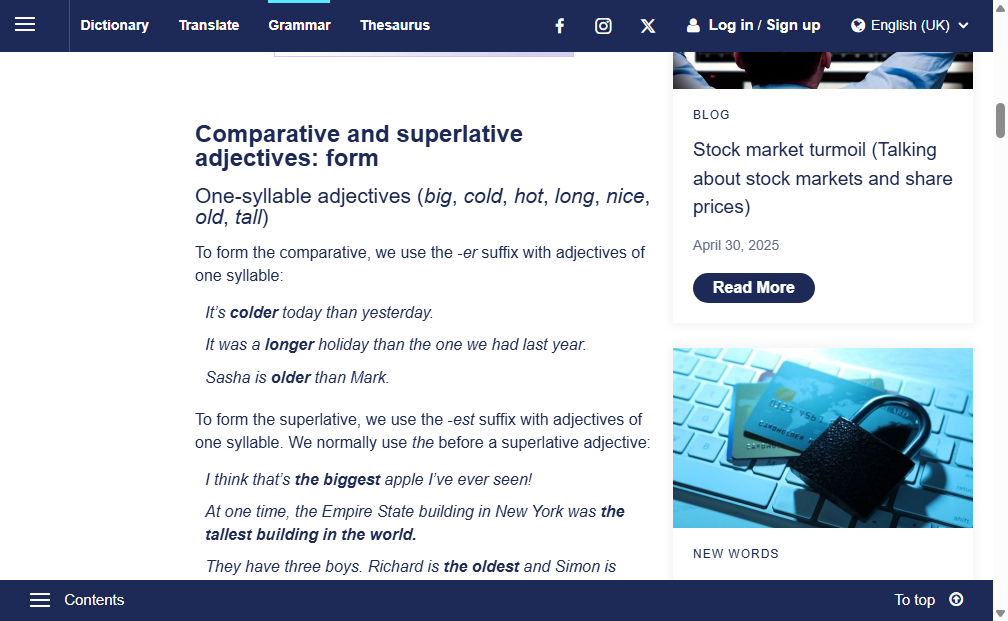 Dictionary Translate Grammar Thesaurus Log in / Sign up English (UK)
Comparative and superlative
adjectives: form
One-syllable adjectives (big, cold, hot, long, nice,
old, tall)
To form the comparative, we use the -er suffix with adjectives of
one syllable:
It’s colder today than yesterday.
It was a longer holiday than the one we had last year.
Sasha is older than Mark.
To form the superlative, we use the -est suffix with adjectives of
one syllable. We normally use the before a superlative adjective:
I think that’s the biggest apple I’ve ever seen!
At one time, the Empire State building in New York was the
tallest building in the world.
They have three boys. Richard is the oldest and Simon is
BLOG
Stock market turmoil (Talking
about stock markets and share
prices)
April 30, 2025
Read More
CARDHOLDER
NEW WORDS
Contents To top